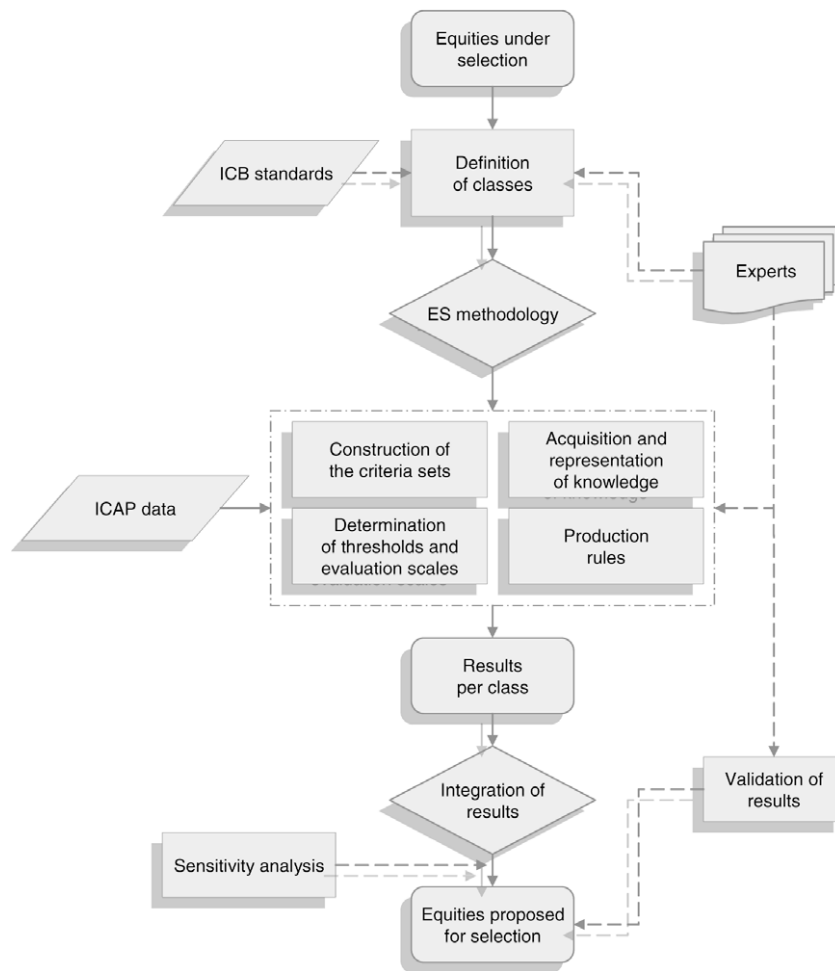 Equities under
selection
ICB standards
Definition
of classes
Experts
ES methodology
Construction of
the criteria sets
Acquisition and
representation
of knowledge
ICAP data
Determination
of thresholds and
evaluation scales
Production
rules
Results
per class
Integration of
results
Validation of
results
Sensitivity analysis
Equities proposed
for selection